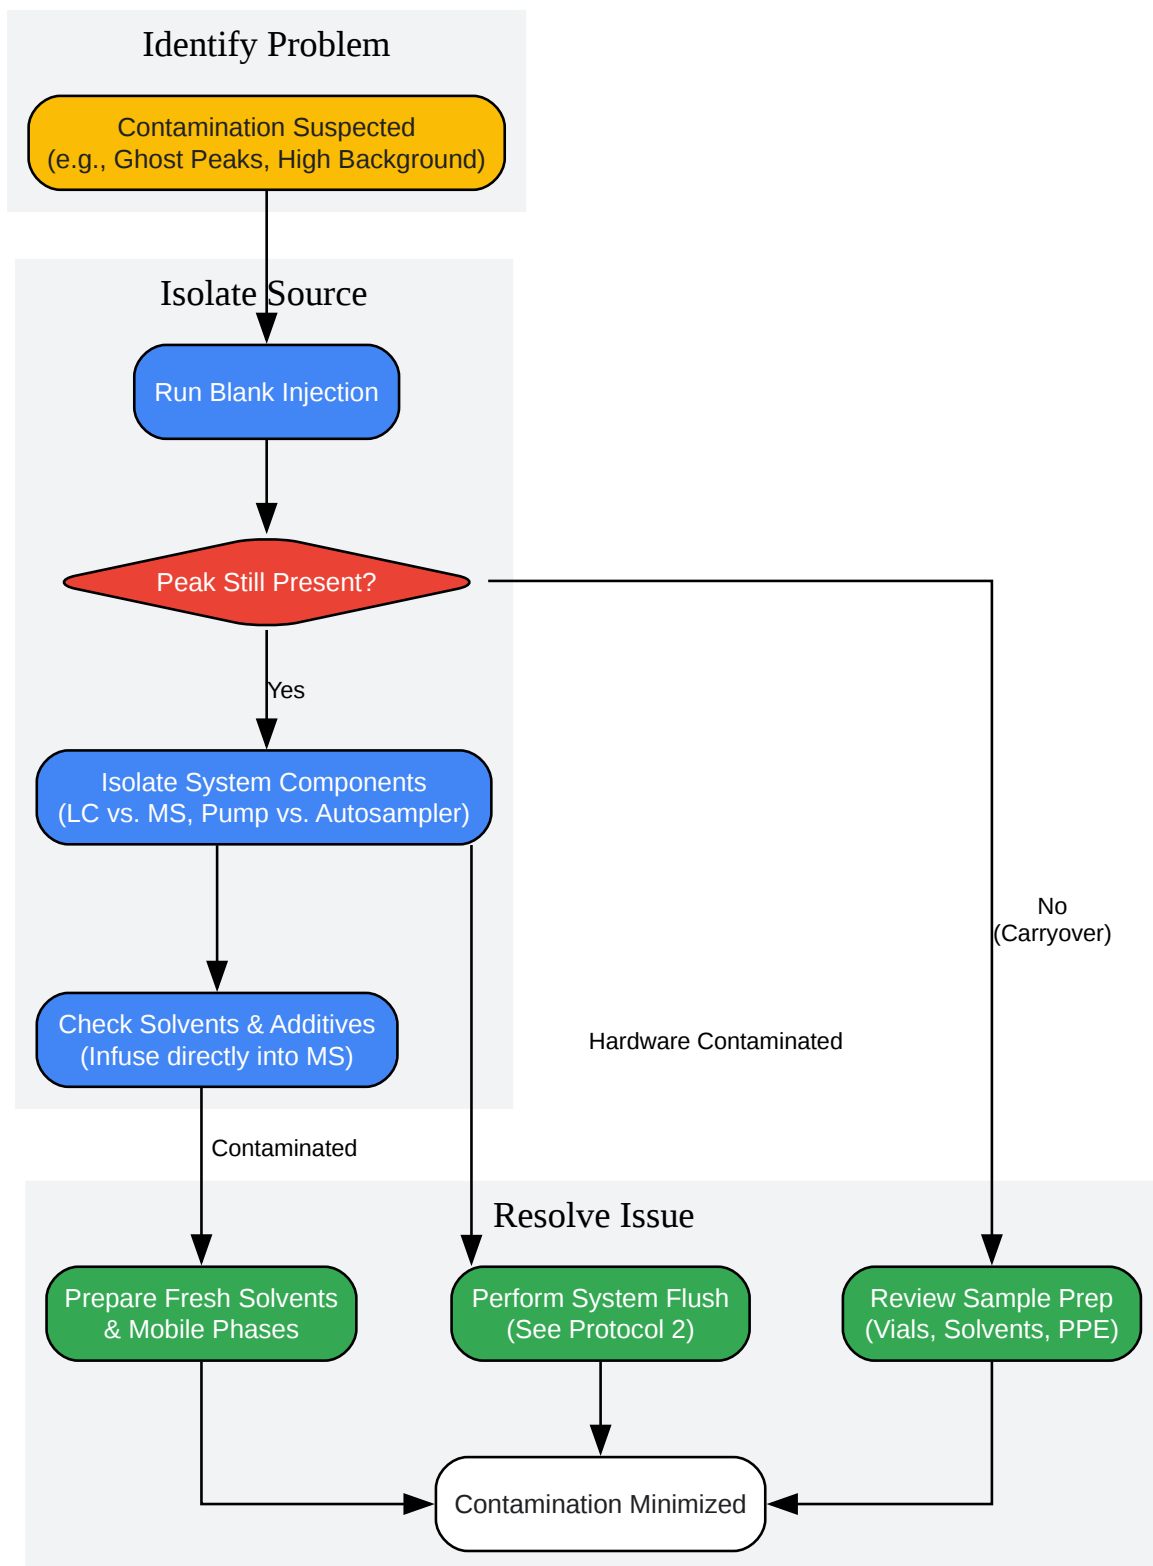 Identify Problem
Contamination Suspected
(e.g., Ghost Peaks, High Background)
Isolate Source
Run Blank Injection
Peak Still Present?
Yes
Isolate System Components
(LC vs. MS, Pump vs. Autosampler)
No
(Carryover)
Check Solvents & Additives
(Infuse directly into MS)
Hardware Contaminated
Contaminated
Resolve Issue
Prepare Fresh Solvents
& Mobile Phases
Perform System Flush
(See Protocol 2)
Review Sample Prep
(Vials, Solvents, PPE)
Contamination Minimized